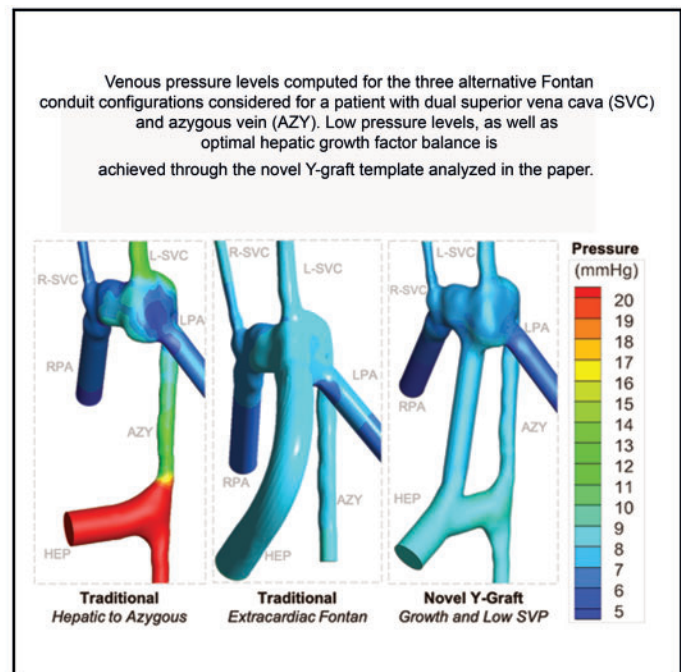 Venous pressure levels computed for the three alternative Fontan
conduit configurations considered for a patient with dual superior vena cava (SVC)
and azygous vein (AZY). Low pressure levels, as well as
optimal hepatic growth factor balance is
achieved through the novel Y-graft template analyzed in the paper.
L-SVC
R-SVC
LPA
RPA
AZY
HEP
Traditional
Hepatic to Azygous
R-SVC
L-SVC
LPA
RPA
AZY
HEP
Traditional
Extracardiac Fontan
L-SVC
R-SVC
LPA
RPA
AZY
HEP
Novel Y-Graft
Growth and Low SVP
Pressure
(mmHg)
20
19
18
17
16
15
14
13
12
11
10
9
8
7
6
5